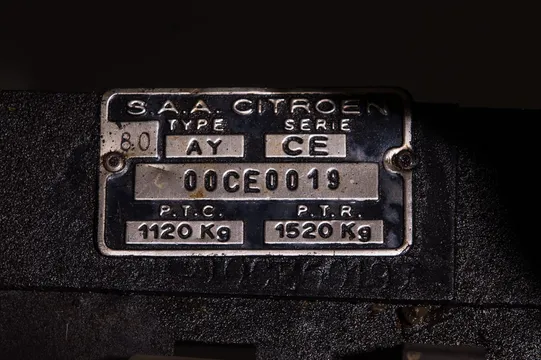 S.A.A. CITROEN
TYPE SERIE
80 AY CE
00CE0019
P.T.C. P.T.R.
1120 Kg 1520 Kg